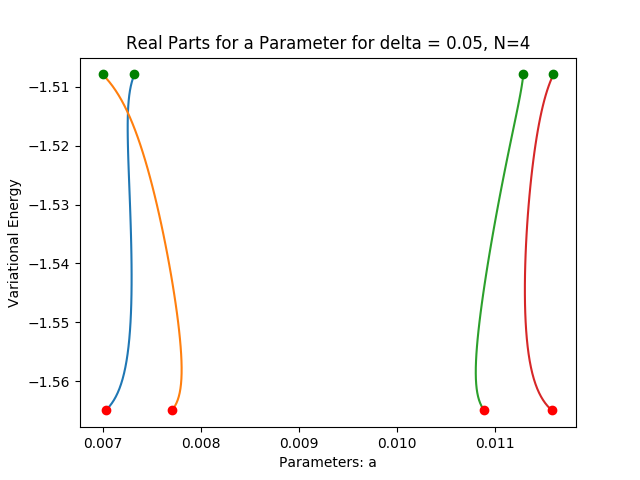 Real Parts for a Parameter for delta = 0.05, N=4
Variational Energy
−1.51
−1.52
−1.53
−1.54
−1.55
−1.56
0.007 0.008 0.009 0.010 0.011
Parameters: a